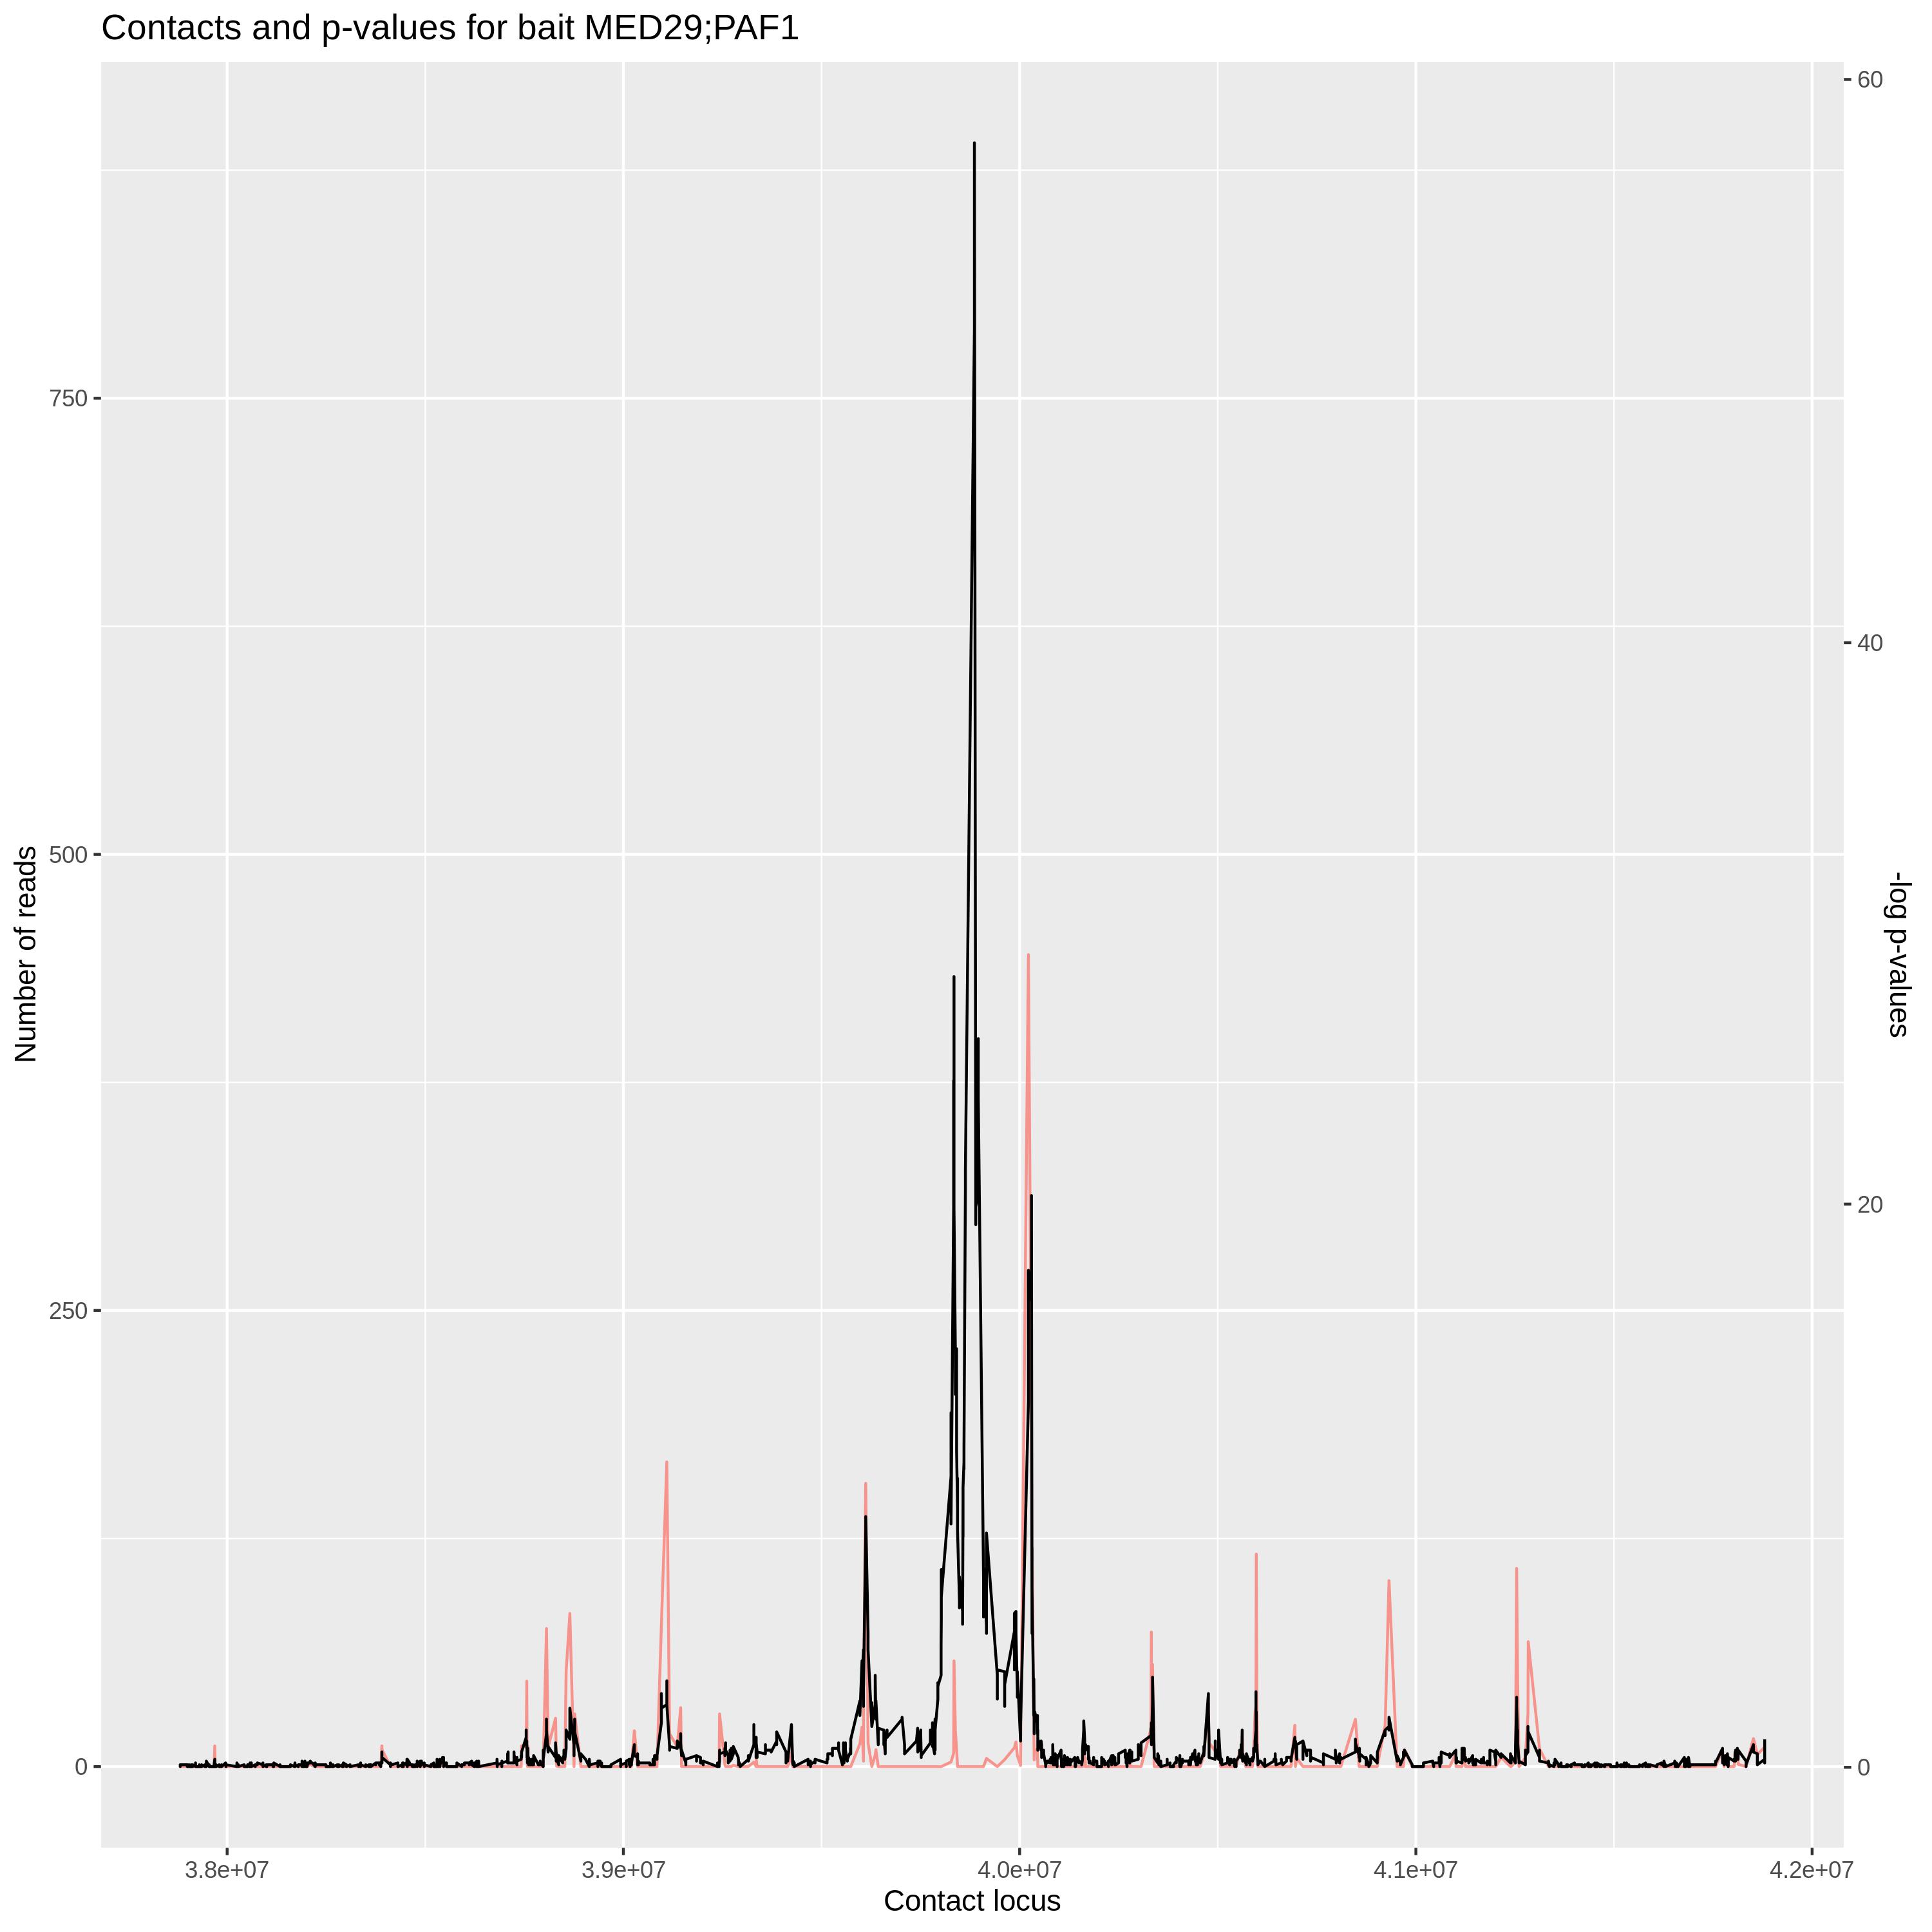 Contacts and p-values for bait MED29;PAF1
60
750
40
Number of reads
500
-log p-values
20
250
0
0
3.8e+07
3.9e+07
4.0e+07
4.1e+07
4.2e+07
Contact locus